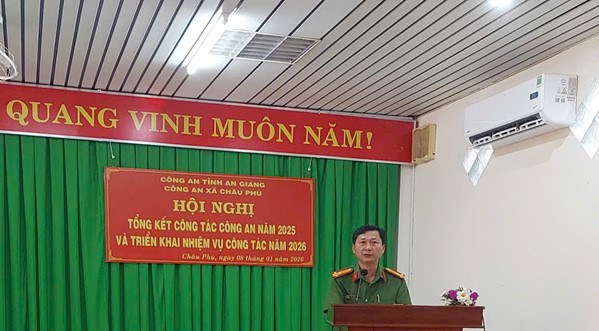 QUANG VINH MUÔN NĂM!
CÔNG AN TỈNH AN GIANG
CÔNG AN XÃ CHÂU PHÚ
HỘI NGHỊ
TỔNG KẾT CÔNG TÁC CÔNG AN NĂM 2025
VÀ TRIỂN KHAI NHIỆM VỤ CÔNG TÁC NĂM 2026
Châu Phú, ngày 08 tháng 01 năm 2026